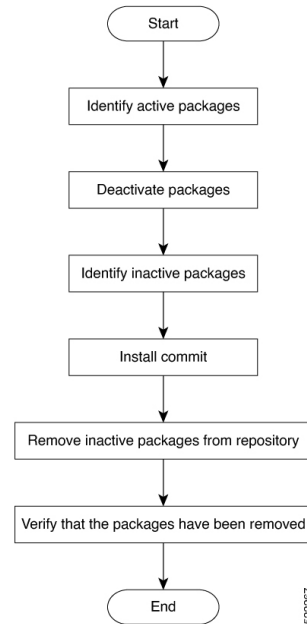 Start
Identify active packages
Deactivate packages
Identify inactive packages
Install commit
Remove inactive packages from repository
Verify that the packages have been removed
End